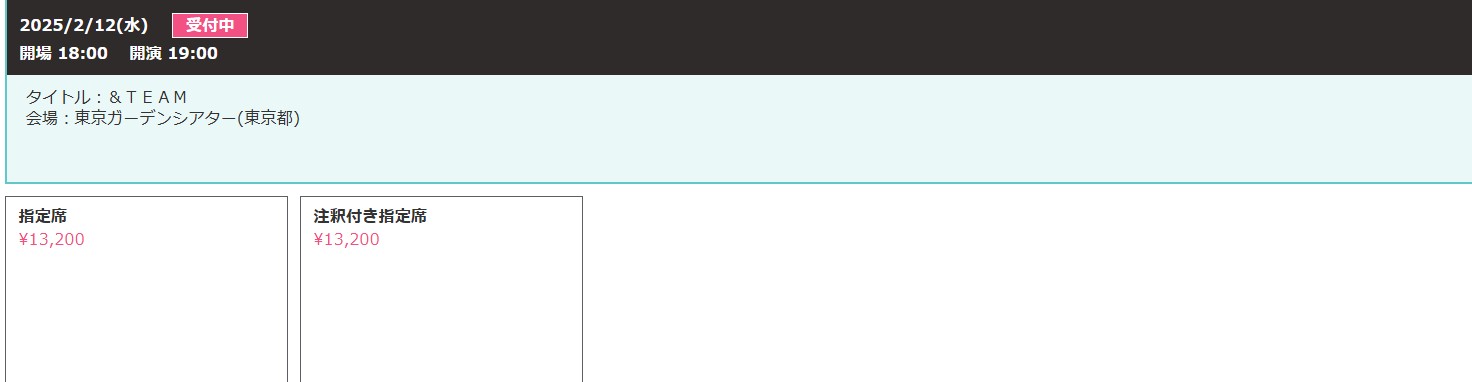 2025/2/12(水) 受付中
開場 18:00 開演 19:00
タイトル：＆ＴＥＡＭ
会場：東京ガーデンシアター(東京都)
指定席
¥13,200
注釈付き指定席
¥13,200